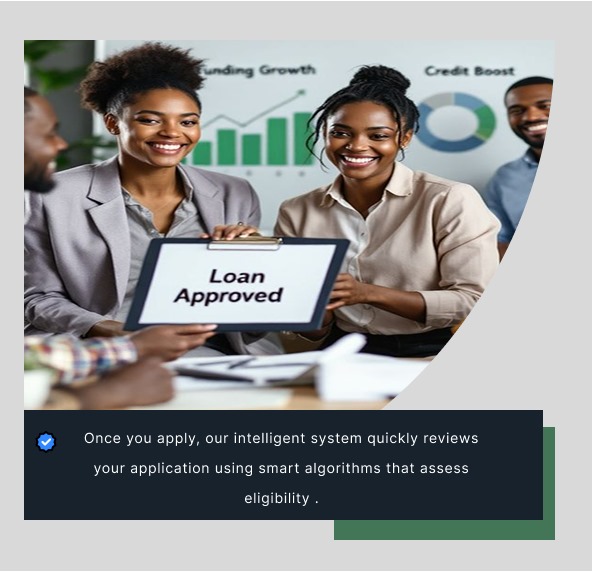 Funding Growth
Credit Boost
Loan
Approved
Once you apply, our intelligent system quickly reviews
your application using smart algorithms that assess
eligibility .